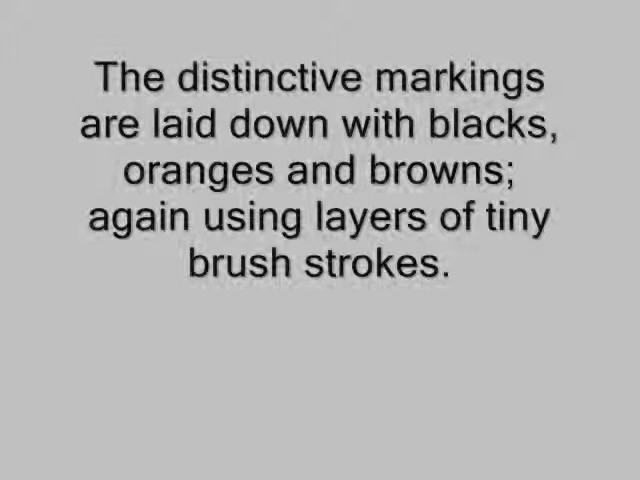 The distinctive markings
are laid down with blacks,
oranges and browns;
again using layers of tiny
brush strokes.